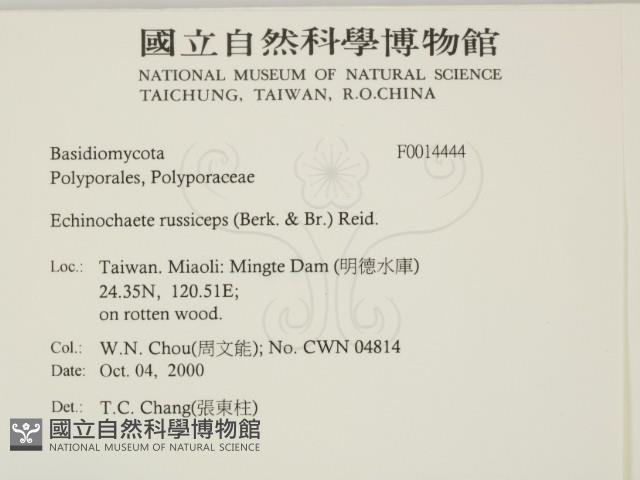 國立自然科學博物館
NATIONAL MUSEUM OF NATURAL SCIENCE
TAICHUNG, TAIWAN, R.O.CHINA
Basidiomycota F0014444
Polyporales, Polyporaceae
Echinochaete russiceps (Berk. & Br.) Reid.
Loc.: Taiwan. Miaoli: Mingte Dam (明德水庫)
24.35N, 120.51E;
on rotten wood.
Col.: W.N. Chou(周文能); No. CWN 04814
Date: Oct. 04, 2000
Det.: T.C. Chang(張東柱)
國立自然科學博物館
NATIONAL MUSEUM OF NATURAL SCIENCE